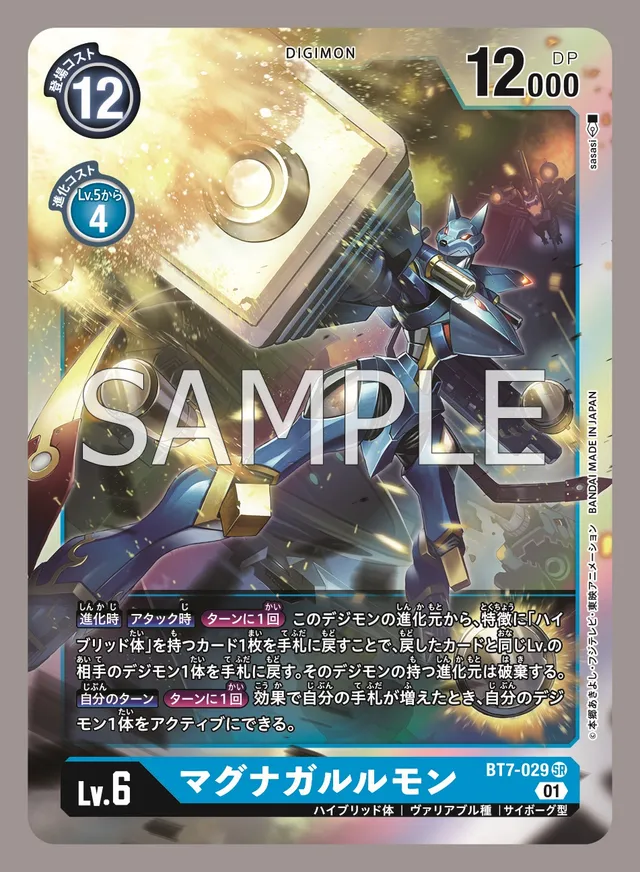 DIGIMON
登場コスト
12
12000
DP
進化コスト
Lv.5から
4
sasasi
SAMPLE
BANDAI MADE IN JAPAN
©本郷あきよし・フジテレビ・東映アニメーション
進化時 アタック時 ターンに1回 このデジモンの進化元から、特徴に「ハイ
ブリッド体」を持つカード1枚を手札に戻すことで、戻したカードと同じLv.の
相手のデジモン1体を手札に戻す。そのデジモンの持つ進化元は破棄する。
自分のターン ターンに1回 効果で自分の手札が増えたとき、自分のデジ
モン1体をアクティブにできる。
Lv.6
マグナガルルモン
BT7-029 SR
01
ハイブリッド体 | ヴァリアブル種 | サイボーグ型